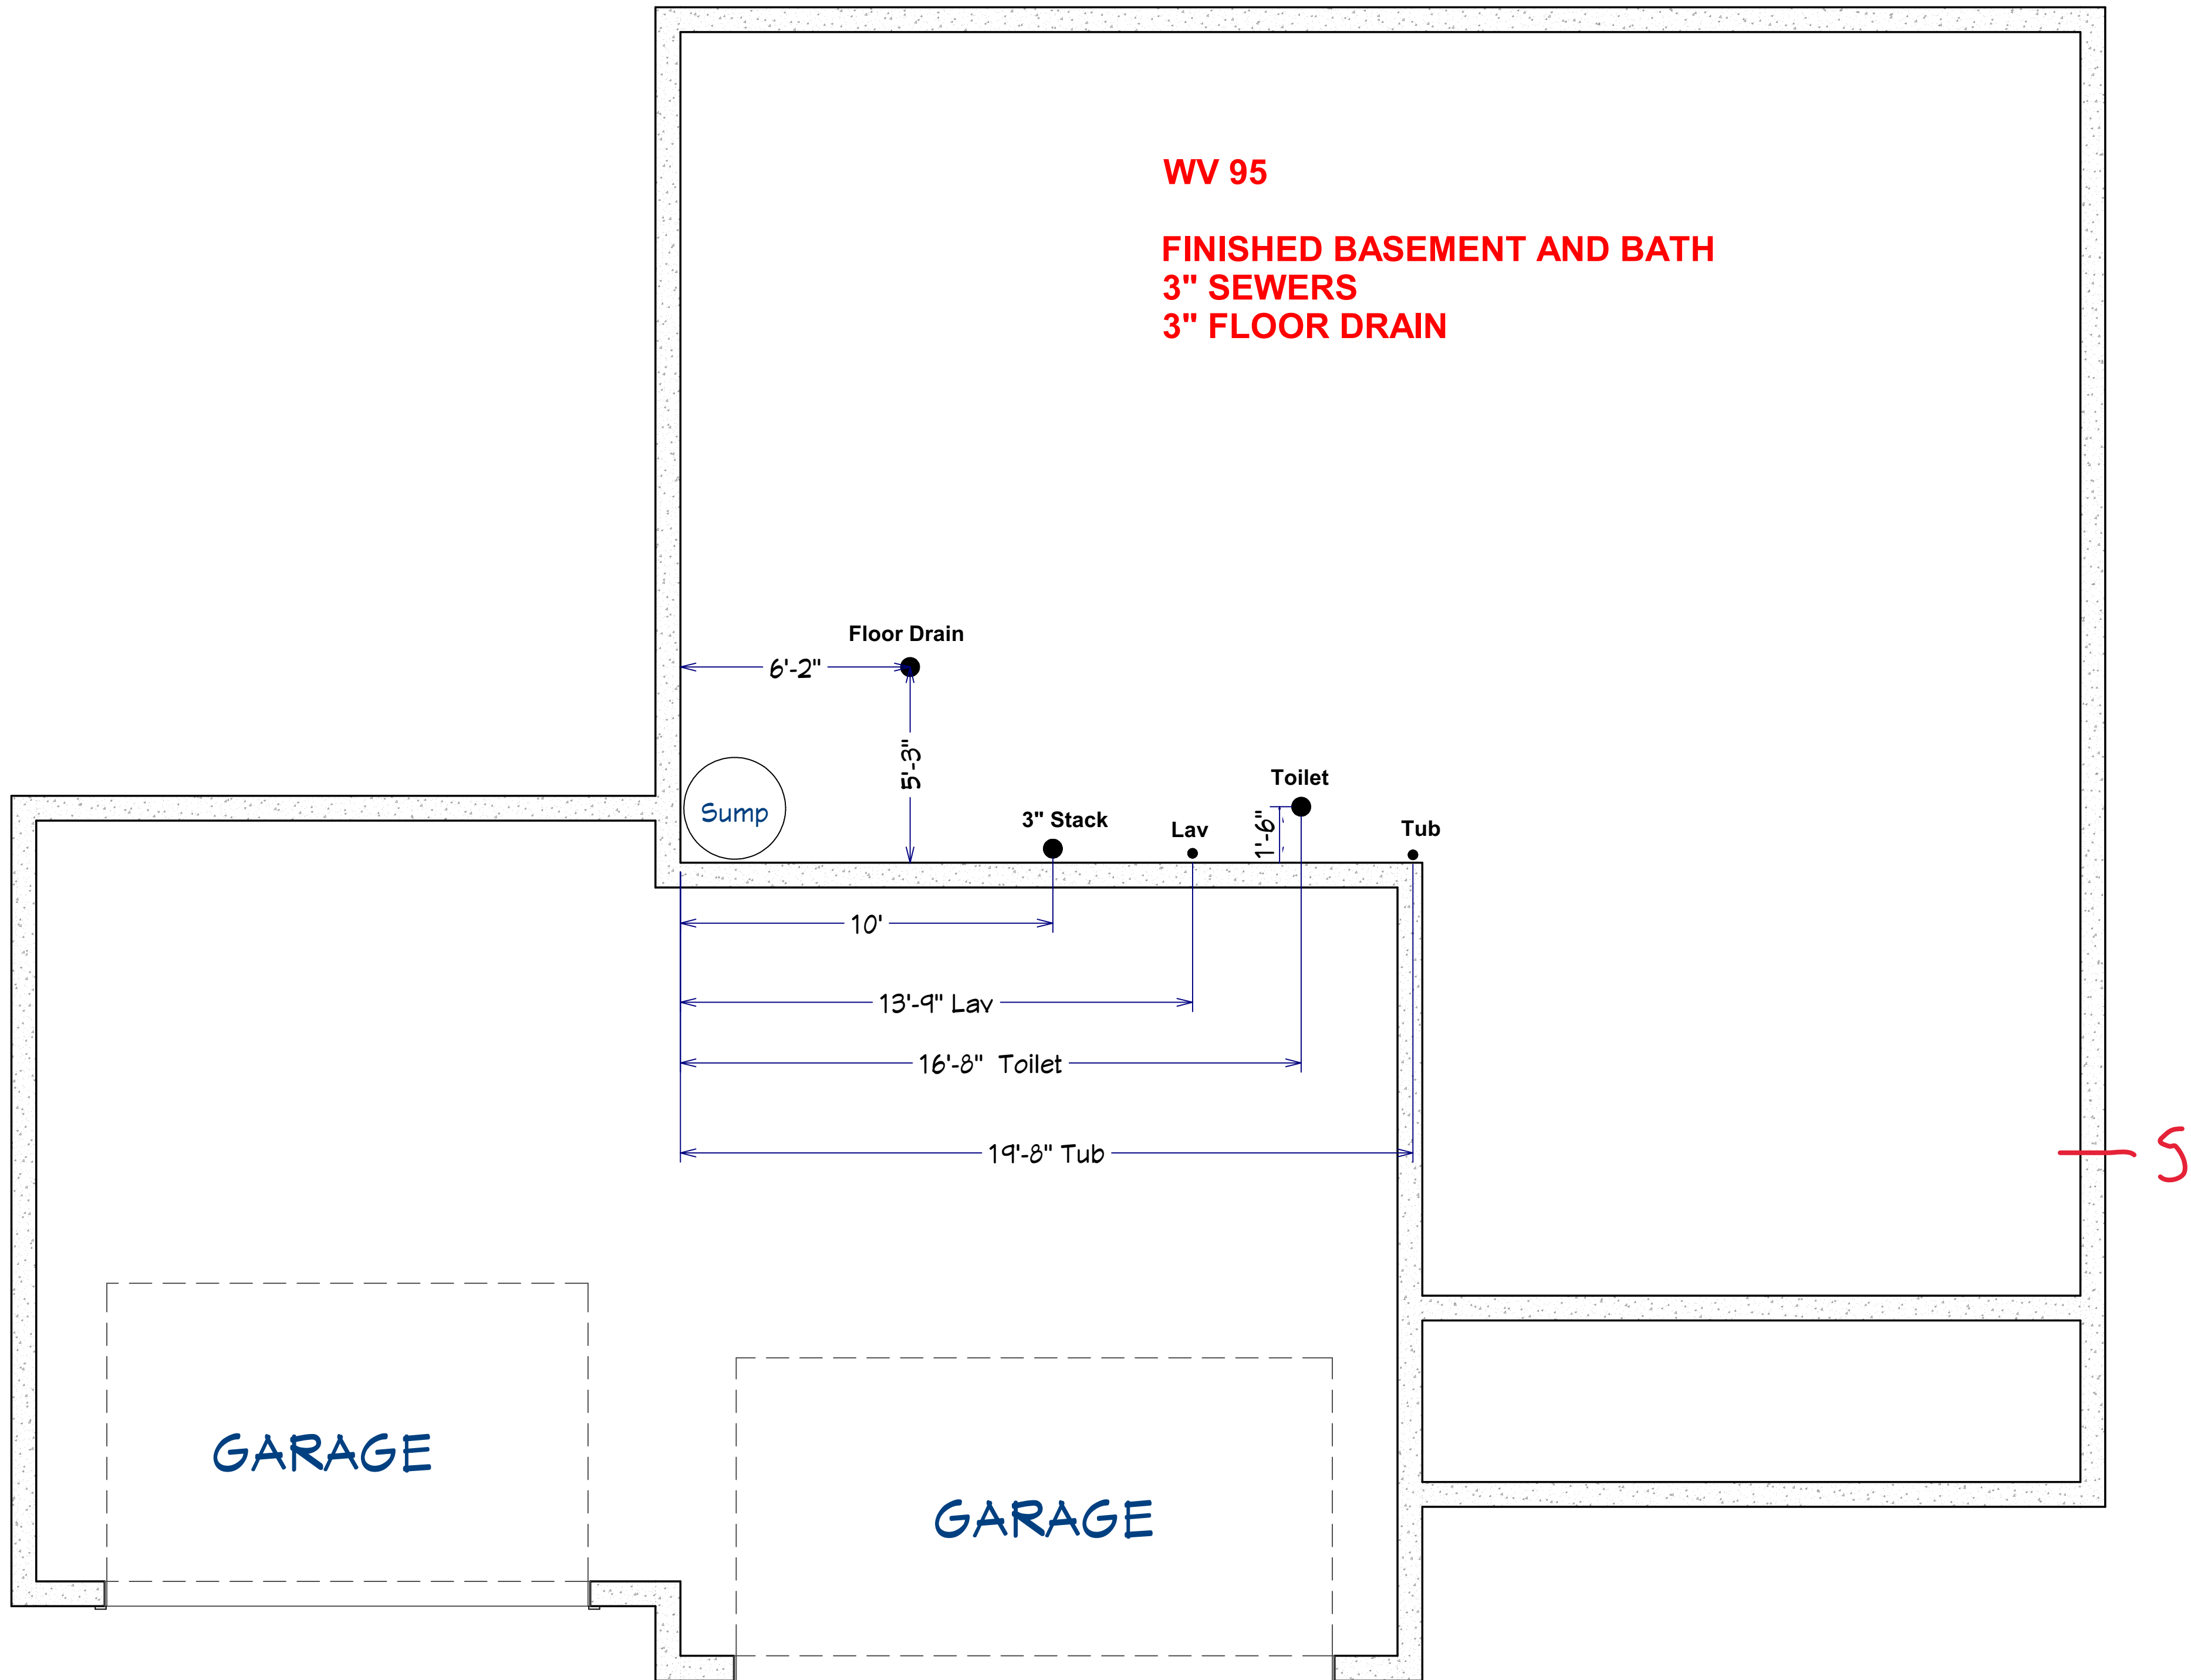 WV 95
FINISHED BASEMENT AND BATH
3" SEWERS
3" FLOOR DRAIN
Floor Drain
6'-2"
5'-3"
Sump
3" Stack
Lav
Toilet
1'-6"
Tub
10'
13'-9" Lav
16'-8" Toilet
19'-8" Tub
S
GARAGE
GARAGE